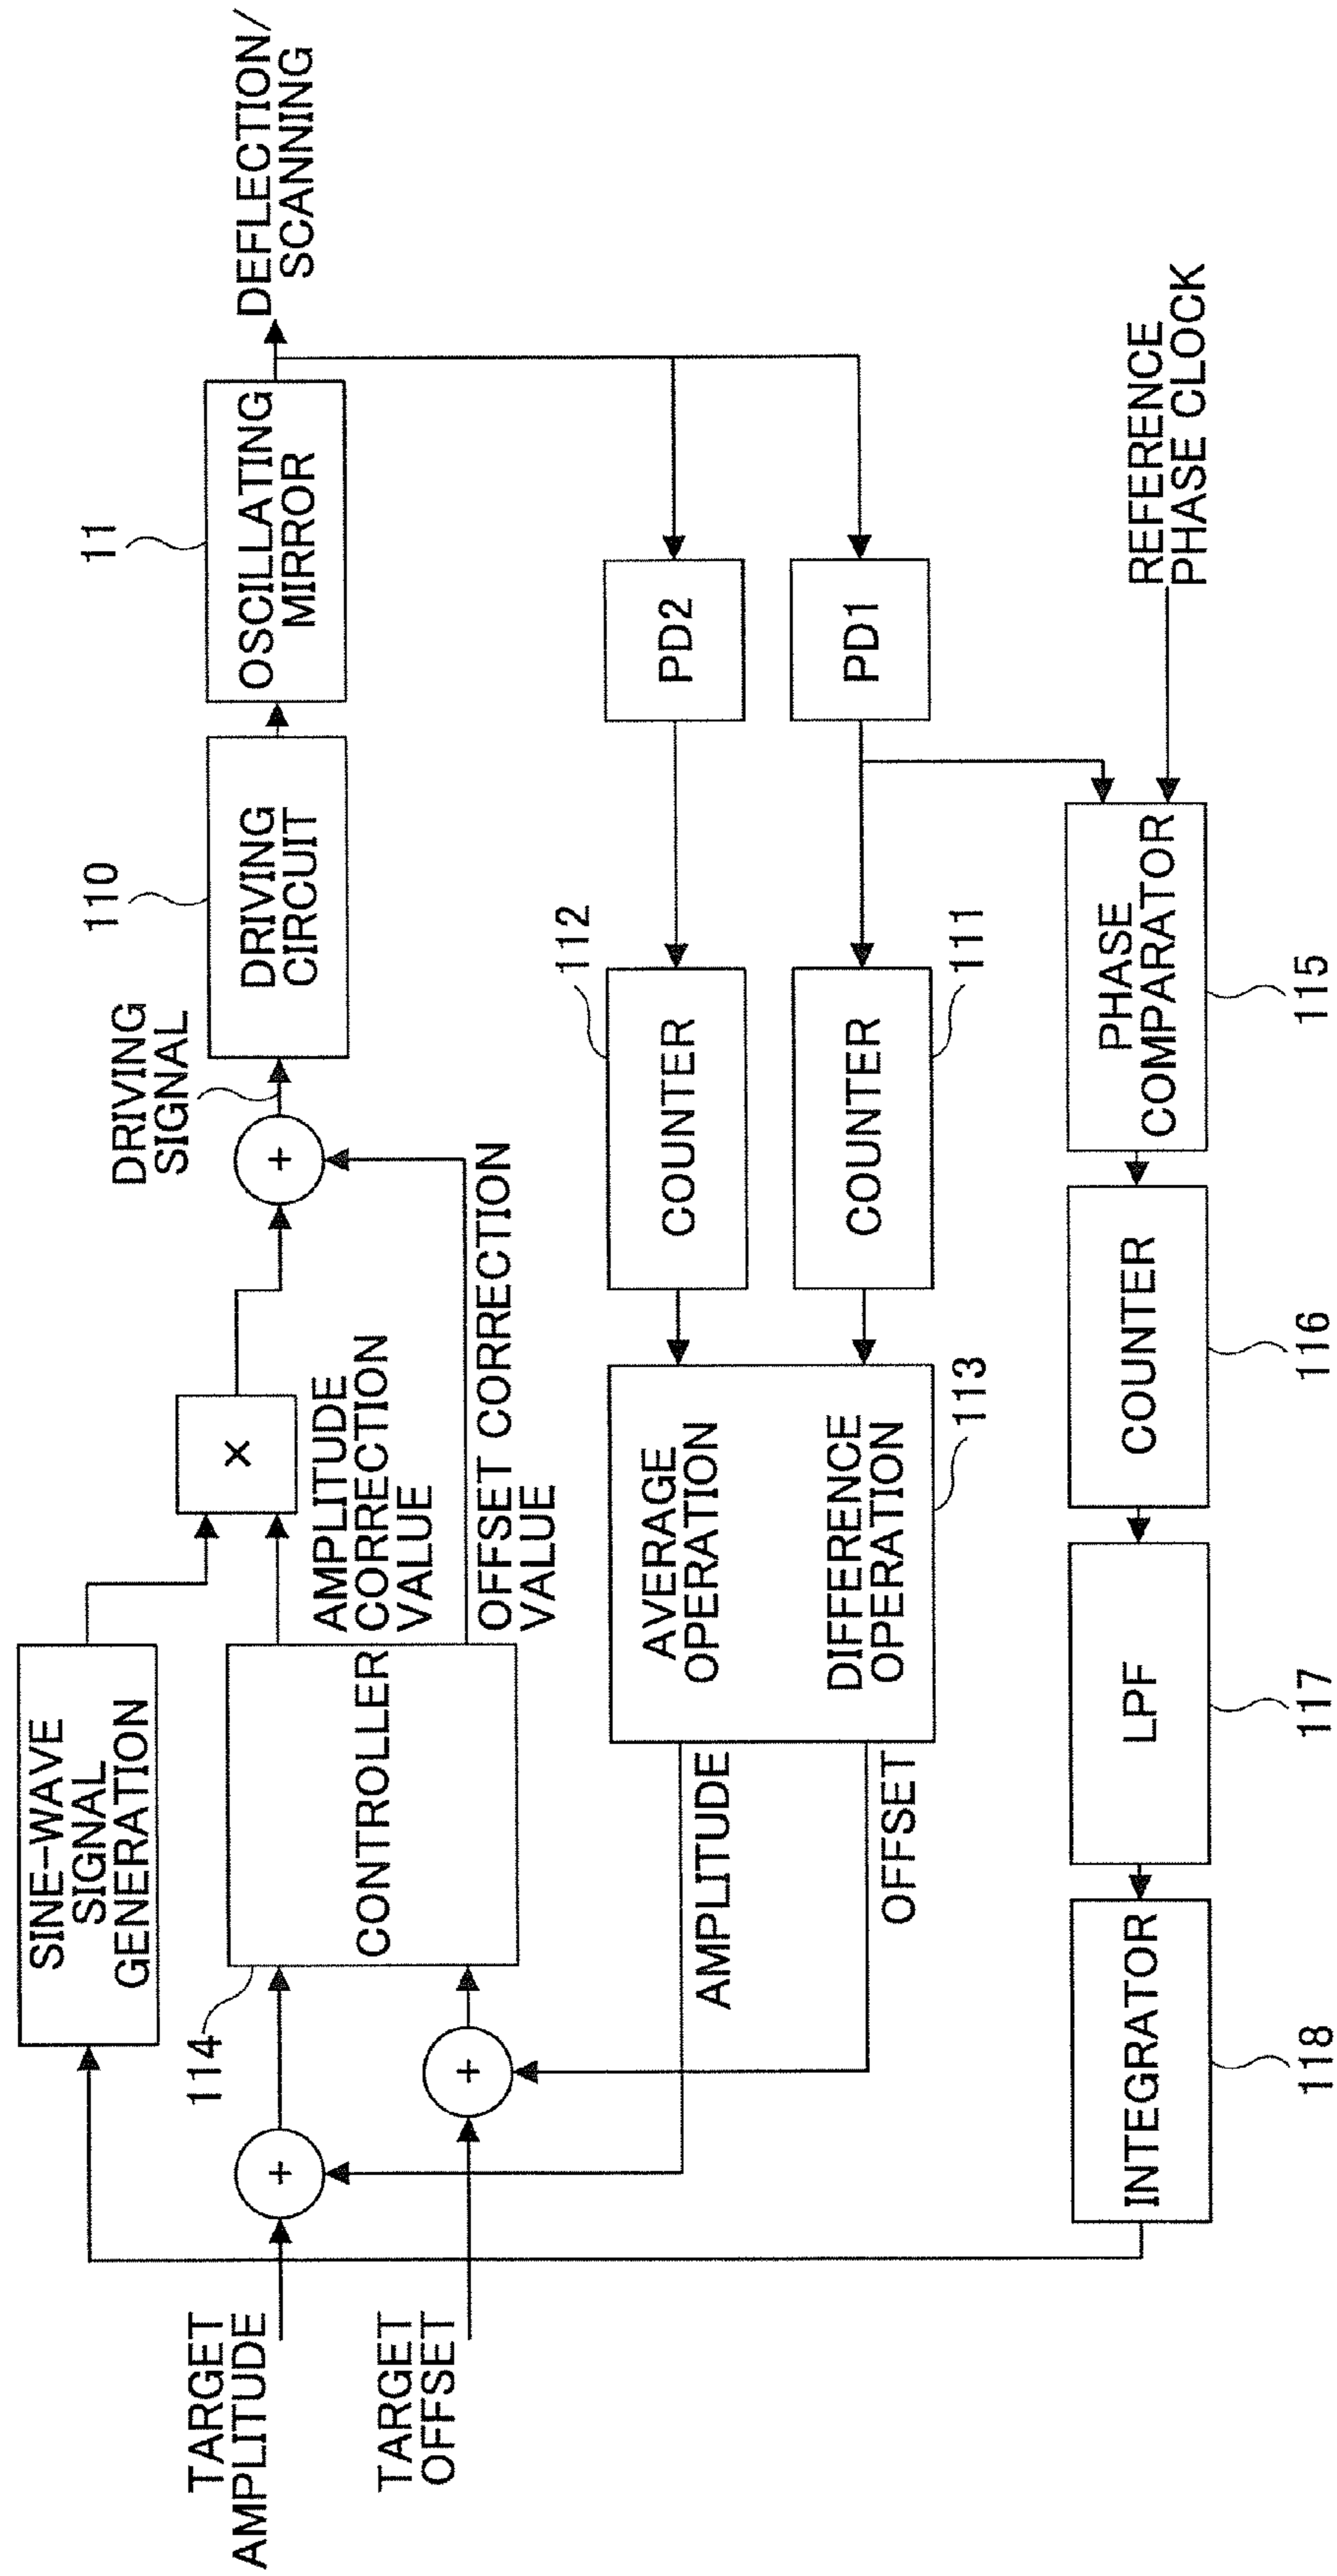 SINE-WAVE
SIGNAL
GENERATION
TARGET
AMPLITUDE
+
114
CONTROLLER
AMPLITUDE
CORRECTION
VALUE
×
+
DRIVING
SIGNAL
110
DRIVING
CIRCUIT
11
OSCILLATING
MIRROR
DEFLECTION/
SCANNING
TARGET
OFFSET
+
OFFSET CORRECTION
VALUE
AMPLITUDE
OFFSET
AVERAGE
OPERATION
DIFFERENCE
OPERATION
113
112
COUNTER
PD2
COUNTER
111
PD1
REFERENCE
PHASE CLOCK
INTEGRATOR
118
LPF
117
COUNTER
116
PHASE
COMPARATOR
115